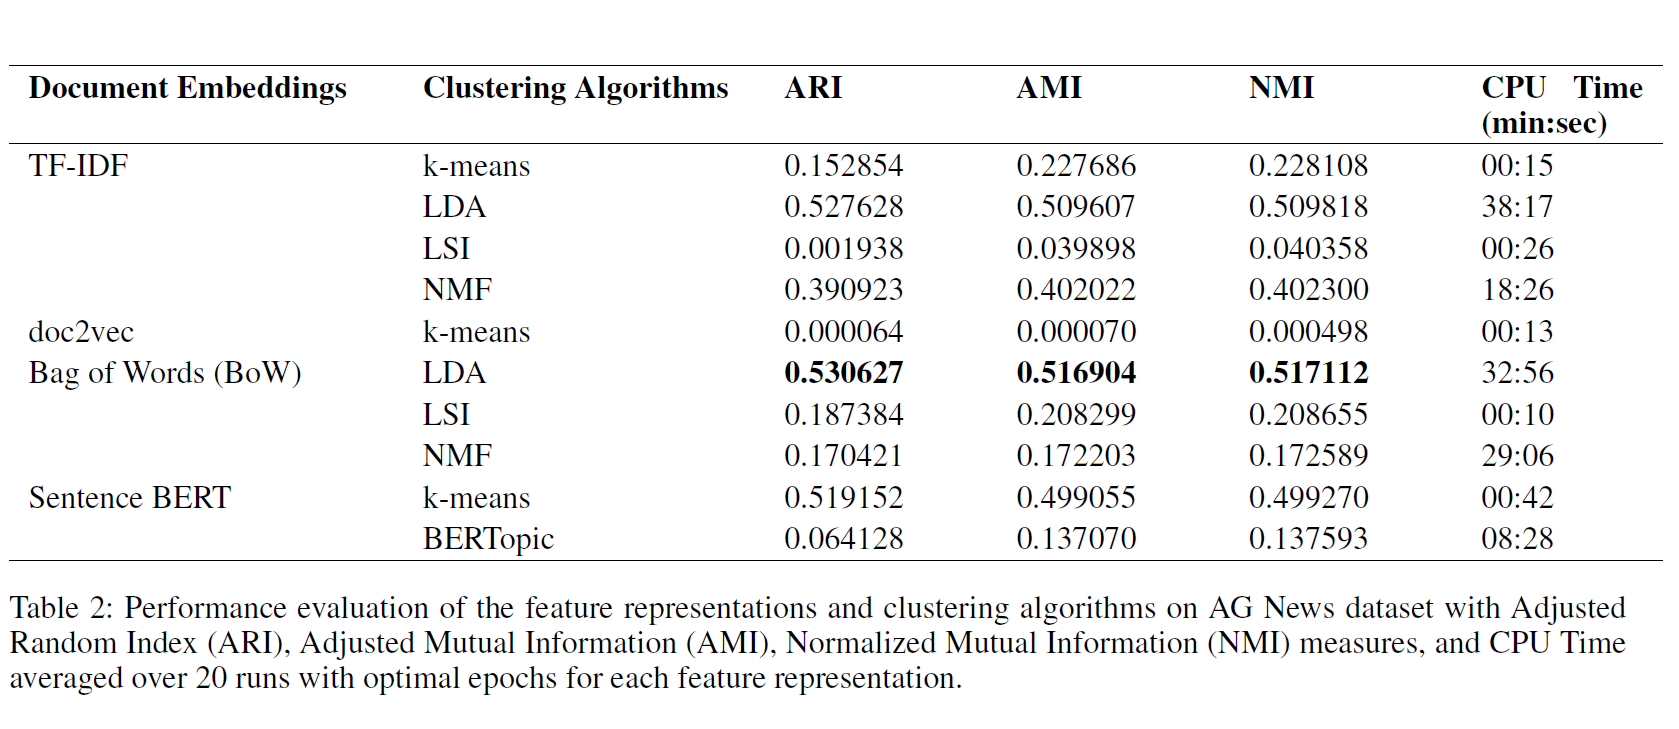 Document Embeddings Clustering Algorithms ARI AMI NMI CPU Time
(min:sec)
TF-IDF k-means 0.152854 0.227686 0.228108 00:15
LDA 0.527628 0.509607 0.509818 38:17
LSI 0.001938 0.039898 0.040358 00:26
NMF 0.390923 0.402022 0.402300 18:26
doc2vec k-means 0.000064 0.000070 0.000498 00:13
Bag of Words (BoW) LDA 0.530627 0.516904 0.517112 32:56
LSI 0.187384 0.208299 0.208655 00:10
NMF 0.170421 0.172203 0.172589 29:06
Sentence BERT k-means 0.519152 0.499055 0.499270 00:42
BERTopic 0.064128 0.137070 0.137593 08:28
Table 2: Performance evaluation of the feature representations and clustering algorithms on AG News dataset with Adjusted
Random Index (ARI), Adjusted Mutual Information (AMI), Normalized Mutual Information (NMI) measures, and CPU Time
averaged over 20 runs with optimal epochs for each feature representation.